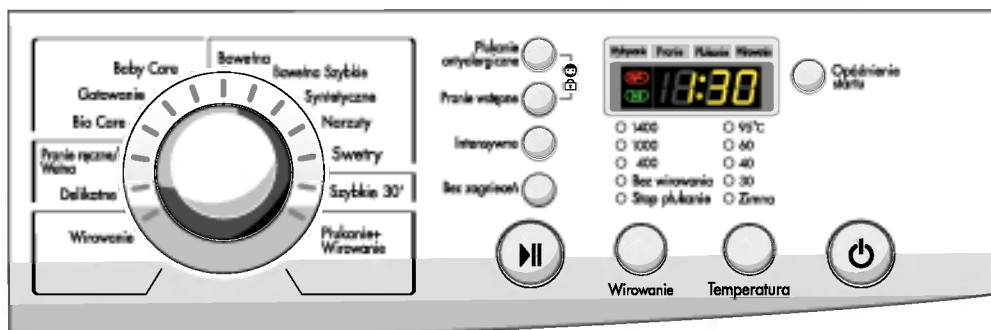 Baby Care
Gotowanie
Bio Care
Pranie ręczne/
Wełna
Delikatne
Wirowanie
Bawełna
Bawełna Szybkie
Syntetyczne
Narzuty
Swetry
Szybkie 30'
Płukanie+
Wirowanie
Płukanie
antyalergiczne
Pranie wstępne
Intensywne
Bez zagnieceń
Wykrywanie Pranie Płukanie Wirowanie
1:30
1400
1000
400
Bez wirowania
Stop płukanie
95°C
60
40
30
Zimna
Opóźnienie
startu
Wirowanie
Temperatura